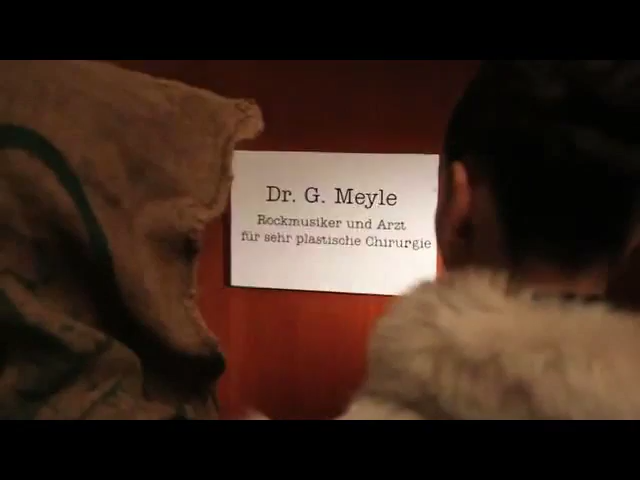 Dr. G. Meyle
Rockmusiker und Arzt
für sehr plastische Chirurgie